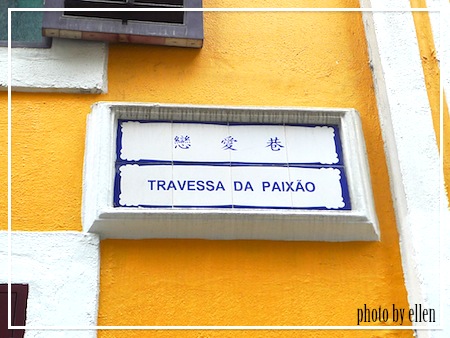 戀愛巷
TRAVESSA DA PAIXÃO
photo by ellen